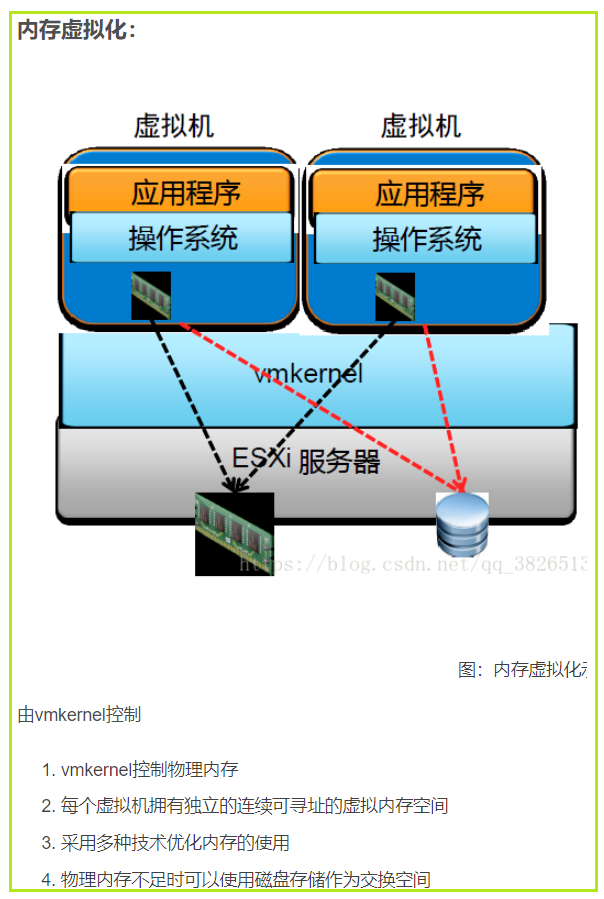 内存虚拟化：
虚拟机 虚拟机
应用程序 应用程序
操作系统 操作系统
vmkernel
ESXi 服务器
https://blog.csdn.net/qq_3826513
图：内存虚拟化
由vmkernel控制
1. vmkernel控制物理内存
2. 每个虚拟机拥有独立的连续可寻址的虚拟内存空间
3. 采用多种技术优化内存的使用
4. 物理内存不足时可以使用磁盘存储作为交换空间